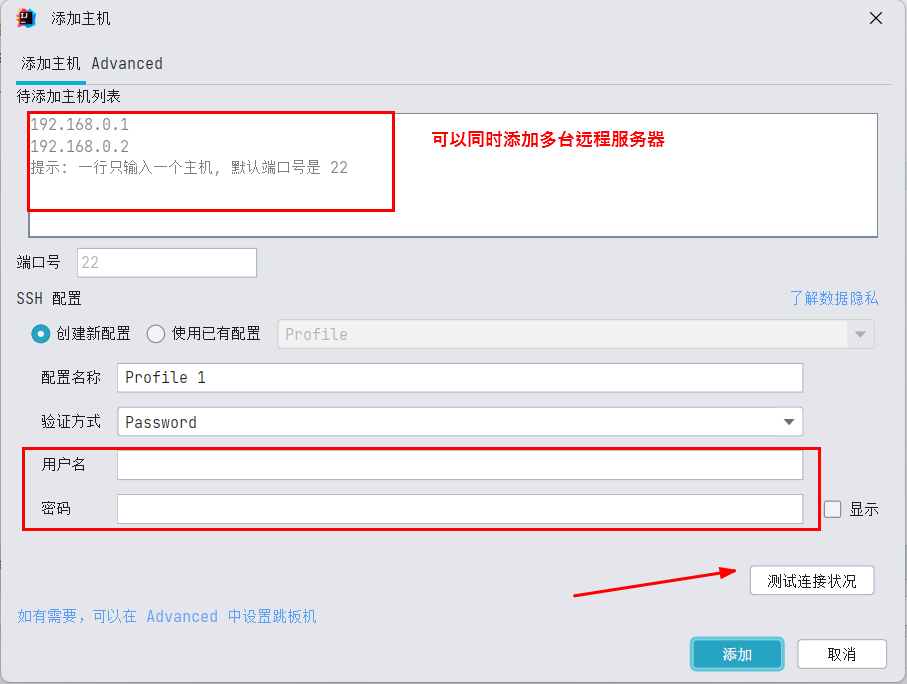 添加主机
添加主机 Advanced
待添加主机列表
192.168.0.1
192.168.0.2
提示: 一行只输入一个主机, 默认端口号是 22
可以同时添加多台远程服务器
端口号 22
SSH 配置 了解数据隐私
创建新配置 使用已有配置 Profile
配置名称 Profile 1
验证方式 Password
用户名
密码 显示
测试连接状况
如有需要，可以在 Advanced 中设置跳板机
添加 取消